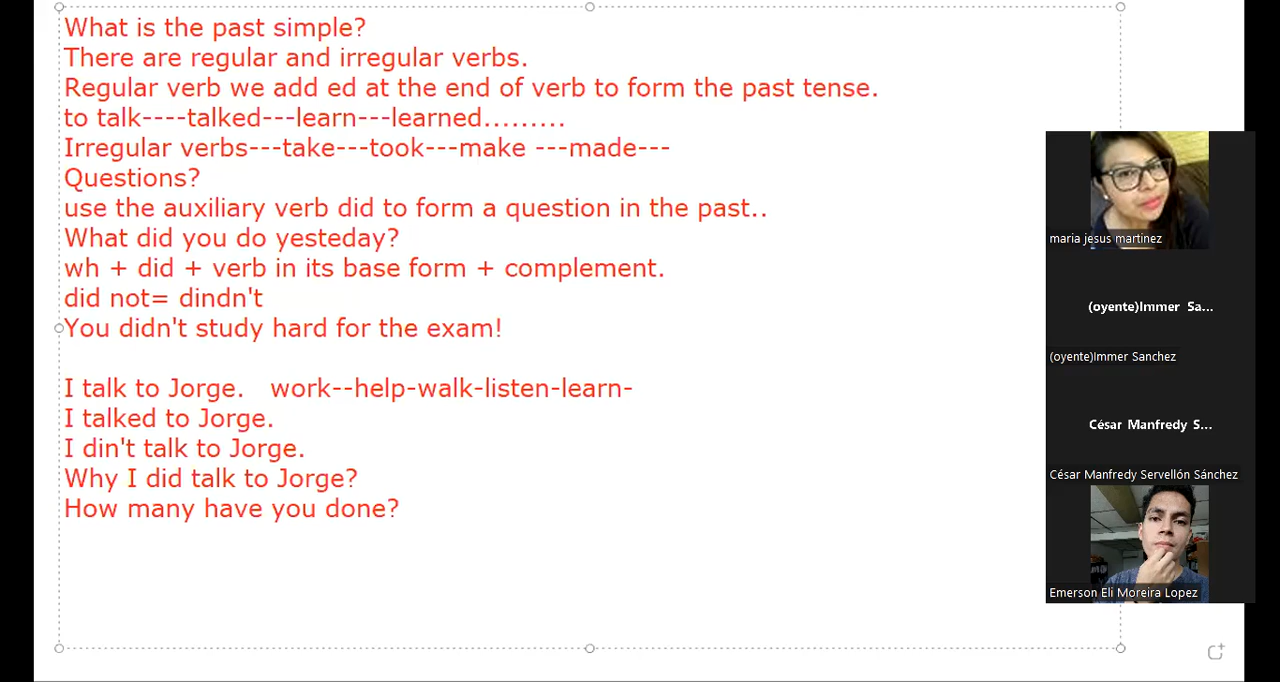 What is the past simple?
There are regular and irregular verbs.
Regular verb we add ed at the end of verb to form the past tense.
to talk----talked---learn---learned.........
Irregular verbs---take---took---make ---made---
Questions?
use the auxiliary verb did to form a question in the past..
What did you do yesteday?
wh + did + verb in its base form + complement.
did not= dindn't
You didn't study hard for the exam!
I talk to Jorge.   work--help-walk-listen-learn-
I talked to Jorge.
I din't talk to Jorge.
Why I did talk to Jorge?
How many have you done?
maria jesus martinez
(oyente)Immer Sa...
(oyente)Immer Sanchez
César Manfredy S...
César Manfredy Servellón Sánchez
Emerson Eli Moreira Lopez